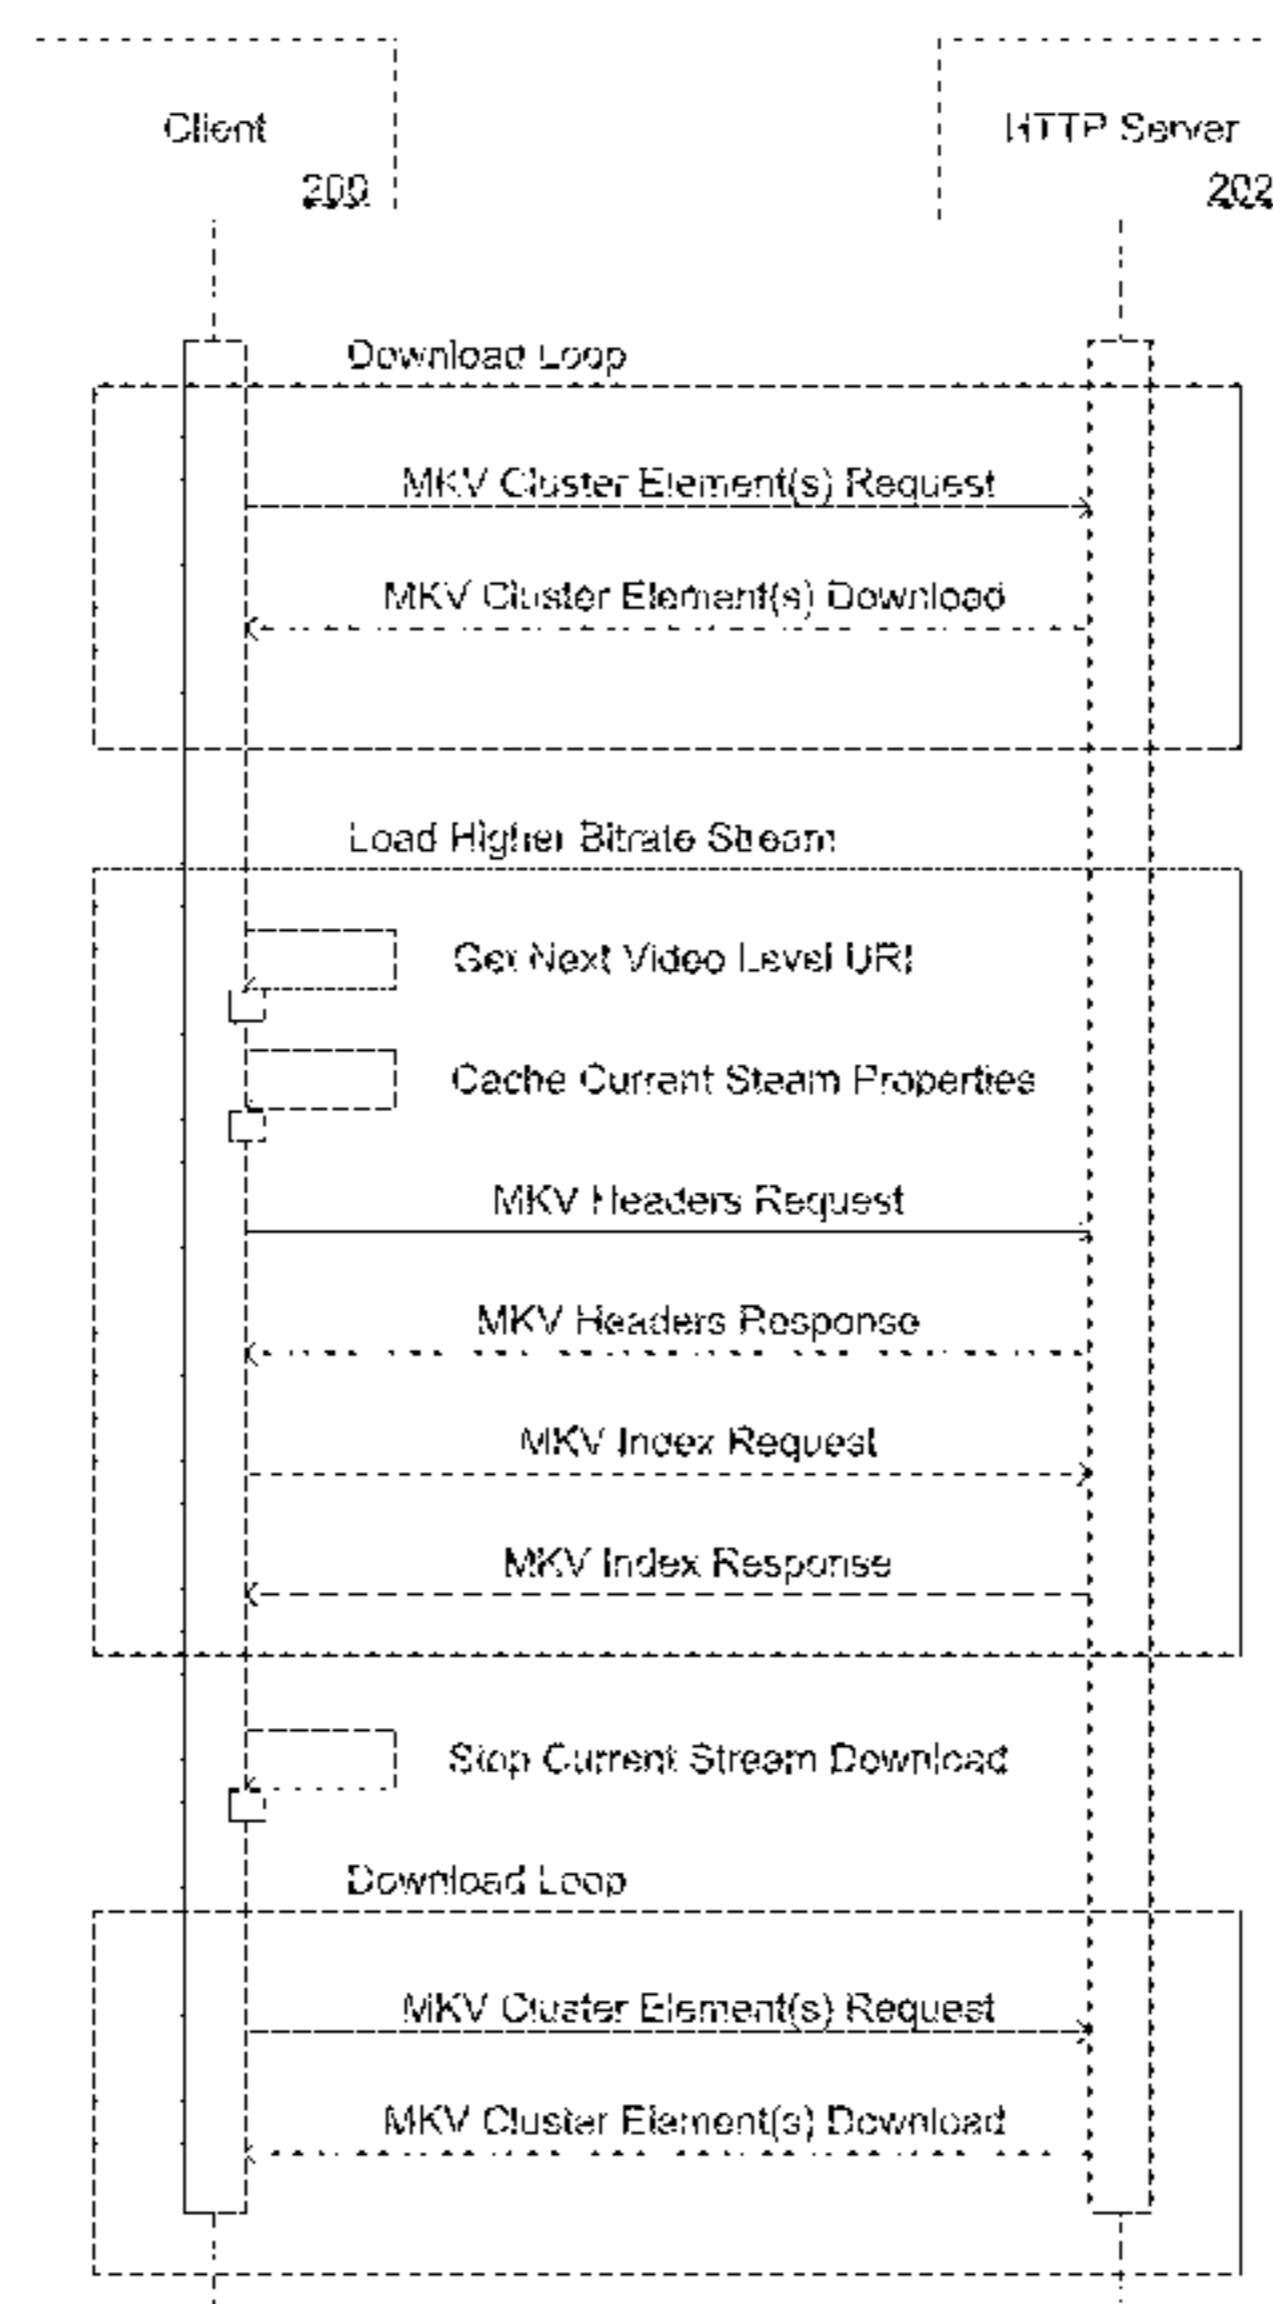 Client
HTTP Server
200
202
Download Loop
MKV Cluster Element(s) Request
MKV Cluster Element(s) Download
Load Higher Bitrate Stream
Get Next Video Level URI
Cache Current Steam Properties
MKV Headers Request
MKV Headers Response
MKV Index Request
MKV Index Response
Stop Current Stream Download
Download Loop
MKV Cluster Element(s) Request
MKV Cluster Element(s) Download